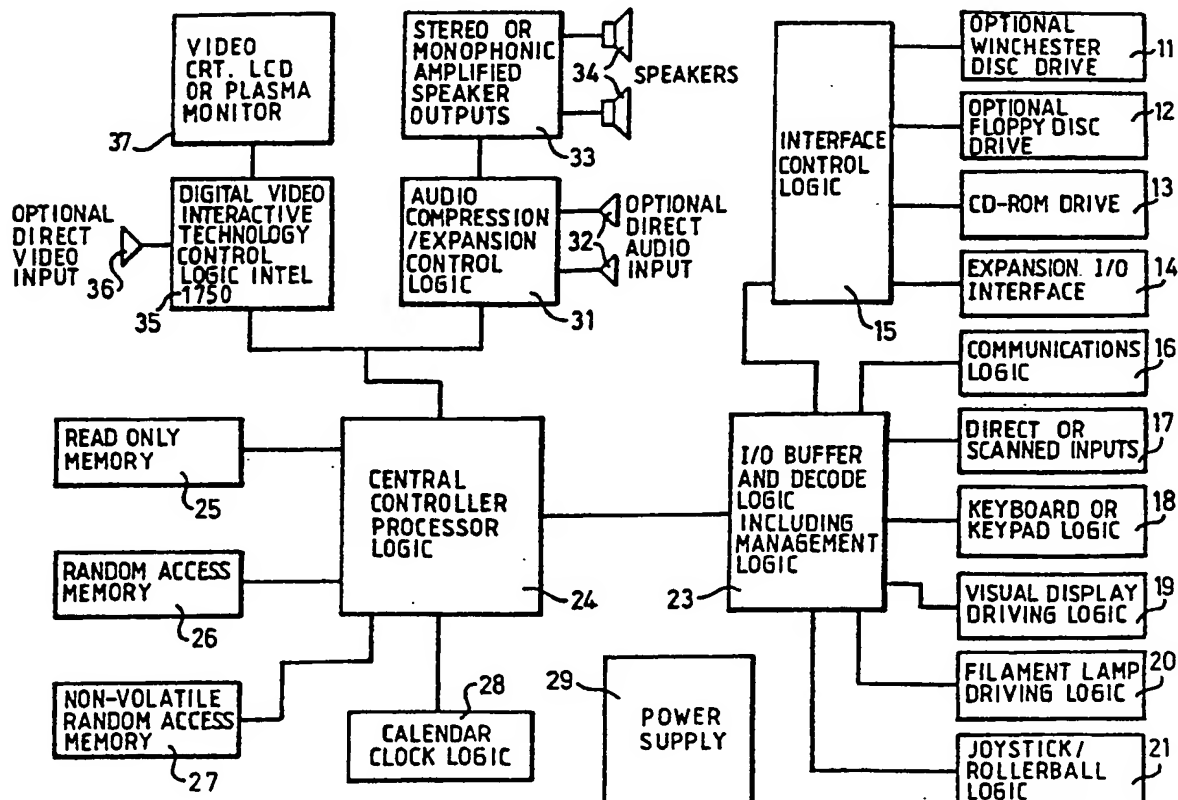 VIDEO
CRT. LCD
OR PLASMA
MONITOR
37
STEREO OR
MONOPHONIC
AMPLIFIED
SPEAKER
OUTPUTS
33
34
SPEAKERS
OPTIONAL
DIRECT
VIDEO
INPUT
36
DIGITAL VIDEO
INTERACTIVE
TECHNOLOGY
CONTROL
LOGIC INTEL
1750
35
AUDIO
COMPRESSION
/EXPANSION
CONTROL
LOGIC
31
32
OPTIONAL
DIRECT
AUDIO
INPUT
INTERFACE
CONTROL
LOGIC
15
OPTIONAL
WINCHESTER
DISC DRIVE
11
OPTIONAL
FLOPPY DISC
DRIVE
12
CD-ROM DRIVE
13
EXPANSION. I/O
INTERFACE
14
COMMUNICATIONS
LOGIC
16
DIRECT OR
SCANNED INPUTS
17
KEYBOARD OR
KEYPAD LOGIC
18
VISUAL DISPLAY
DRIVING LOGIC
19
FILAMENT LAMP
DRIVING LOGIC
20
JOYSTICK/
ROLLERBALL
LOGIC
21
READ ONLY
MEMORY
25
RANDOM ACCESS
MEMORY
26
NON-VOLATILE
RANDOM ACCESS
MEMORY
27
CENTRAL
CONTROLLER
PROCESSOR
LOGIC
24
I/O BUFFER
AND DECODE
LOGIC
INCLUDING
MANAGEMENT
LOGIC
23
28
CALENDAR
CLOCK LOGIC
29
POWER
SUPPLY